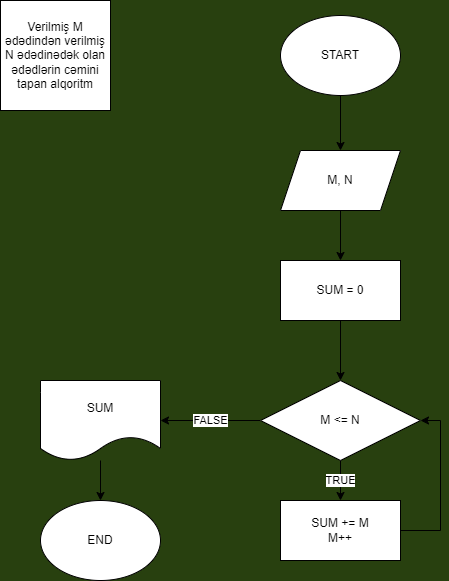 Verilmiş M
ədədindən verilmiş
N ədədinədək olan
ədədlərin cəmini
tapan alqoritm
START
M, N
SUM = 0
M <= N
FALSE
TRUE
SUM
SUM += M
M++
END